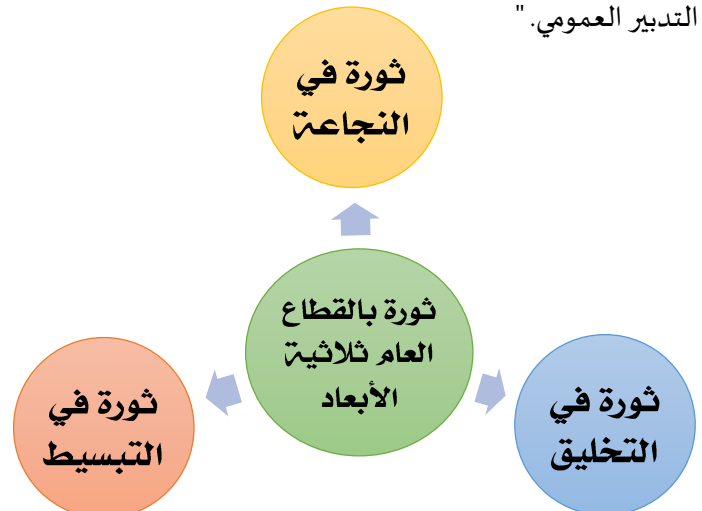 التدبير العمومي. "
ثورة في
النجاعة
ثورة بالقطاع
العام ثلاثية
الأبعاد
ثورة في
التخليق
ثورة في
التبسيط